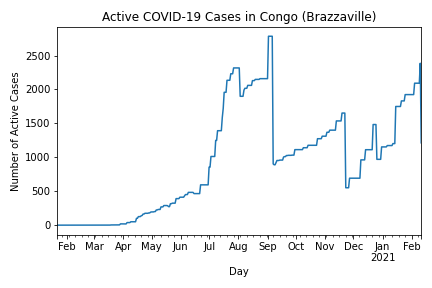 Active COVID-19 Cases in Congo (Brazzaville)
Number of Active Cases
2500
2000
1500
1000
500
0
Feb Mar Apr May Jun Jul Aug Sep Oct Nov Dec Jan Feb
2021
Day